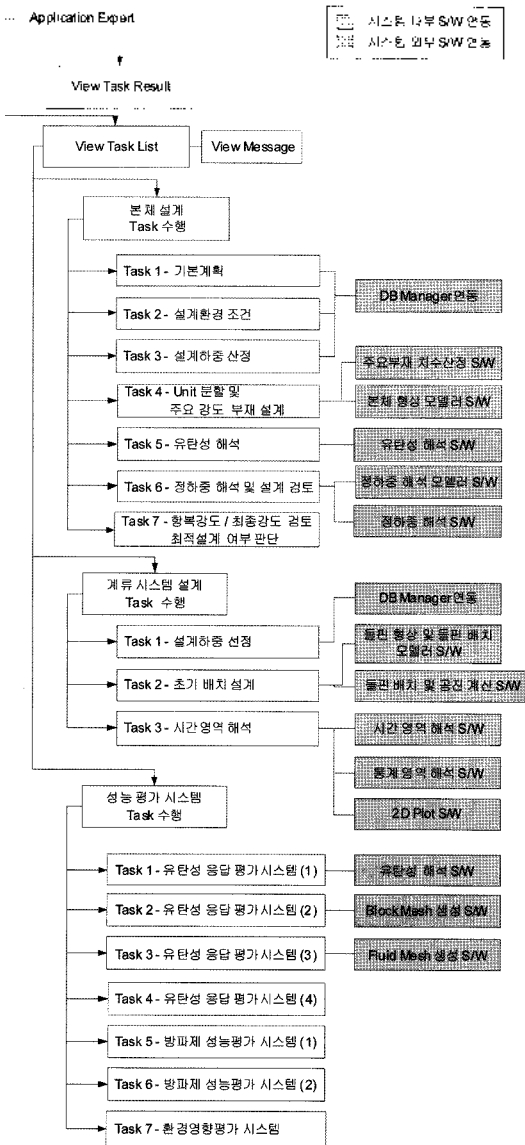 Application Expert
시스템 내부 S/W 연동
시스템 외부 S/W 연동
View Task Result
View Task List
View Message
본체 설계
Task 수행
Task 1 - 기본계획
DB Manager 연동
Task 2 - 설계환경 조건
Task 3 - 설계하중 산정
주요부재 치수산정 S/W
Task 4 - Unit 분할 및
주요 강도 부재 설계
본체 형상 모델러 S/W
Task 5 - 유탄성 해석
유탄성 해석 S/W
Task 6 - 정하중 해석 및 설계 검토
정하중 해석 모델러 S/W
정하중 해석 S/W
Task 7 - 항복강도 / 최종강도 검토
최적설계 여부 판단
계류 시스템 설계
Task 수행
DB Manager 연동
Task 1 - 설계하중 선정
돌핀 형상 및 돌핀 배치
모델러 S/W
Task 2 - 초기 배치 설계
돌핀 배치 및 공진 계산 S/W
Task 3 - 시간 영역 해석
시간 영역 해석 S/W
통계 영역 해석 S/W
2D Plot S/W
성능 평가 시스템
Task 수행
Task 1 - 유탄성 응답 평가시스템 (1)
유탄성 해석 S/W
Task 2 - 유탄성 응답 평가시스템 (2)
Block Mesh 생성 S/W
Task 3 - 유탄성 응답 평가시스템 (3)
Fluid Mesh 생성 S/W
Task 4 - 유탄성 응답 평가시스템 (4)
Task 5 - 방파제 성능평가 시스템 (1)
Task 6 - 방파제 성능평가 시스템 (2)
Task 7 - 환경영향평가 시스템